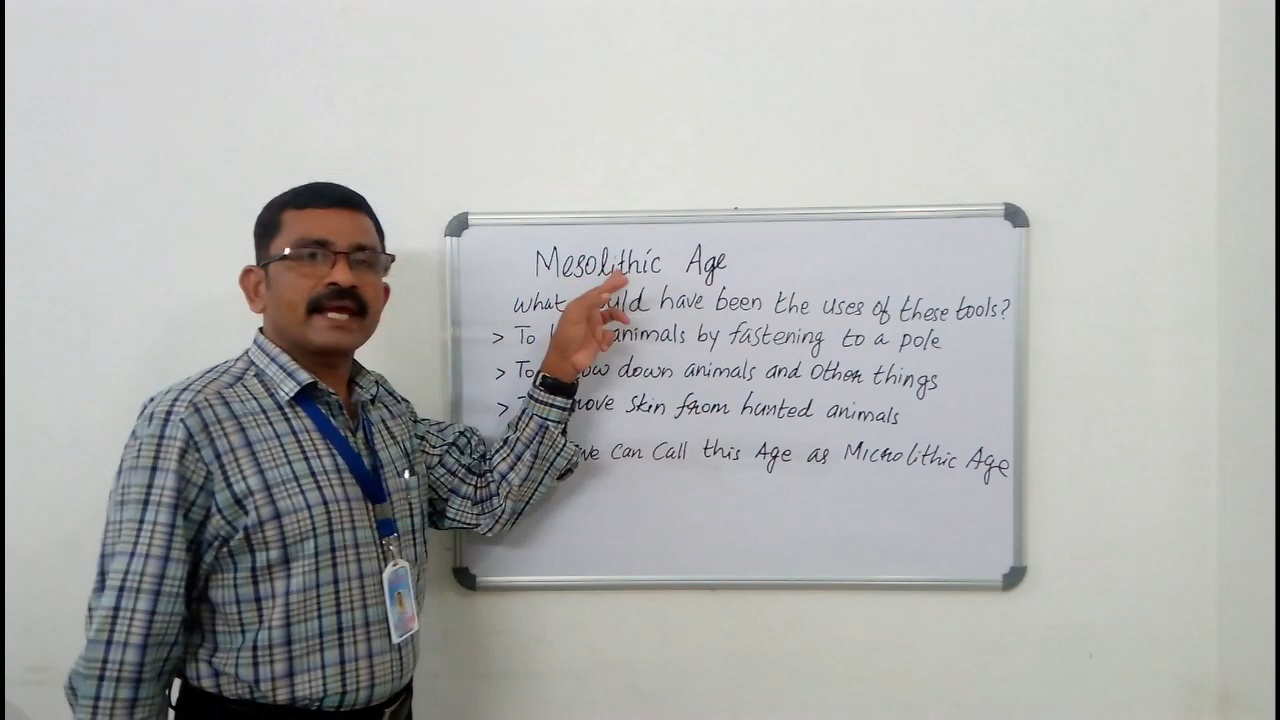 Mesolithic Age
What could have been the uses of these tools?
> To animals by fastening to a pole
> To down animals and Other things
> skin from hunted animals
we can Call this Age as Microlithic Age